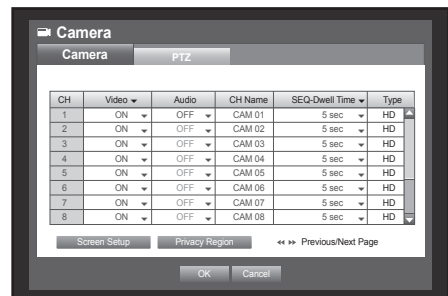 Camera
Camera PTZ
CH Video Audio CH Name SEQ-Dwell Time Type
1 ON OFF CAM 01 5 sec HD
2 ON OFF CAM 02 5 sec HD
3 ON OFF CAM 03 5 sec HD
4 ON OFF CAM 04 5 sec HD
5 ON OFF CAM 05 5 sec HD
6 ON OFF CAM 06 5 sec HD
7 ON OFF CAM 07 5 sec HD
8 ON OFF CAM 08 5 sec HD
Screen Setup Privacy Region Previous/Next Page
OK Cancel